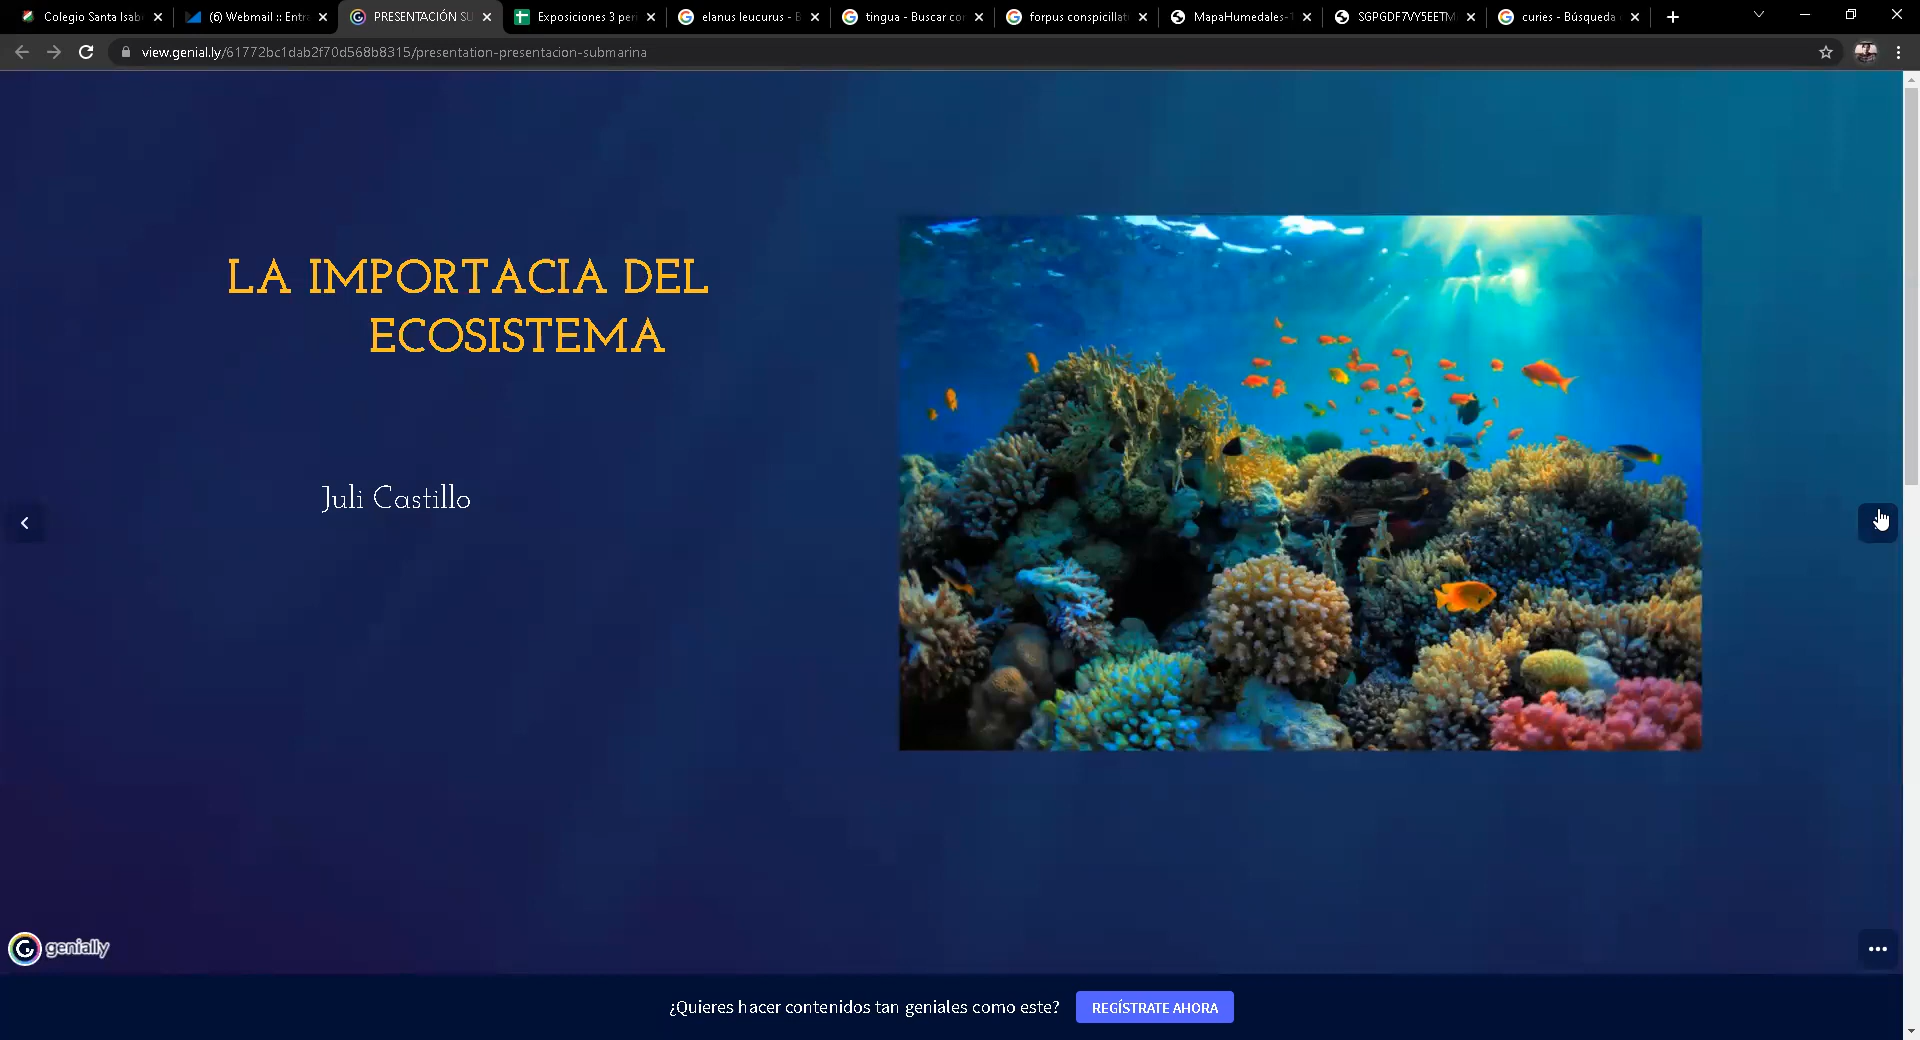 Colegio Santa Isab
(6) Webmail :: Entr
PRESENTACIÓN SU
Exposiciones 3 per
elanus leucurus - B
tingua - Buscar con
forpus conspicillat
MapaHumedales-
SGPGDF7VY5EETM
curies - Búsqueda
view.genial.ly/61772bc1dab2f70d568b8315/presentation-presentacion-submarina
LA IMPORTACIA DEL
ECOSISTEMA
Juli Castillo
genially
¿Quieres hacer contenidos tan geniales como este?
REGÍSTRATE AHORA